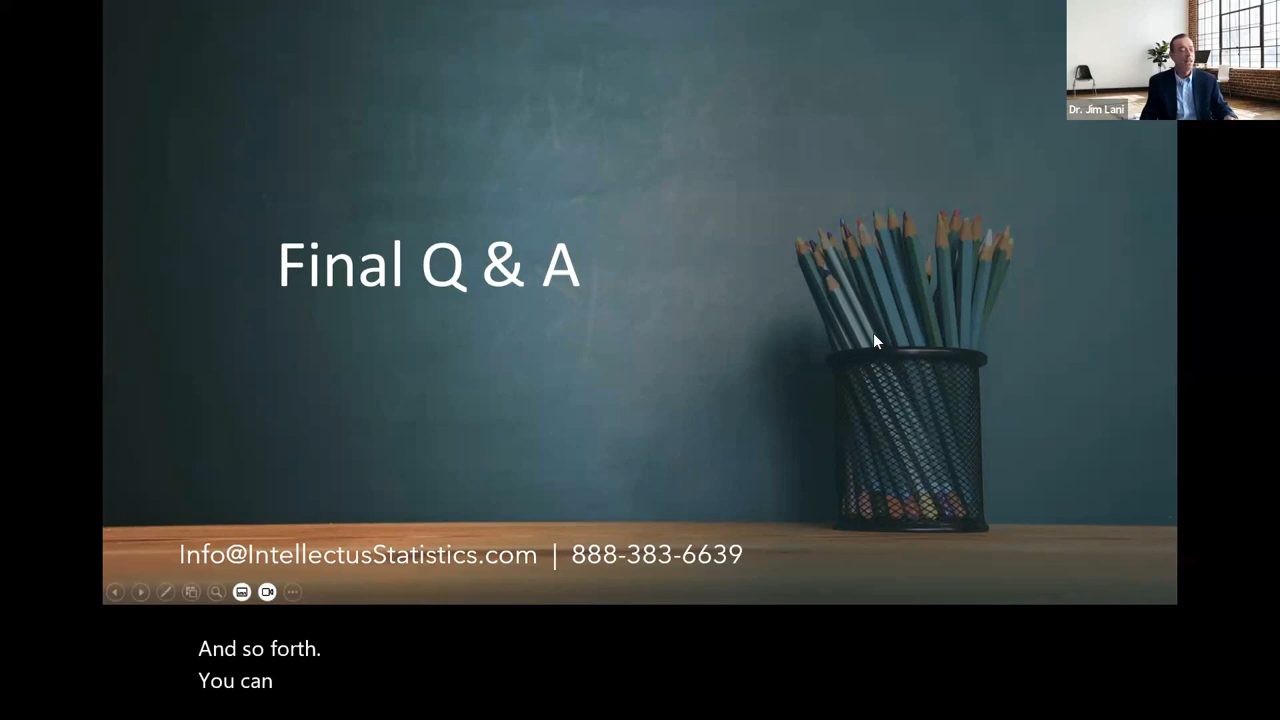 Dr. Jim Lani
Final Q & A
Info@IntellectusStatistics.com | 888-383-6639
And so forth.
You can